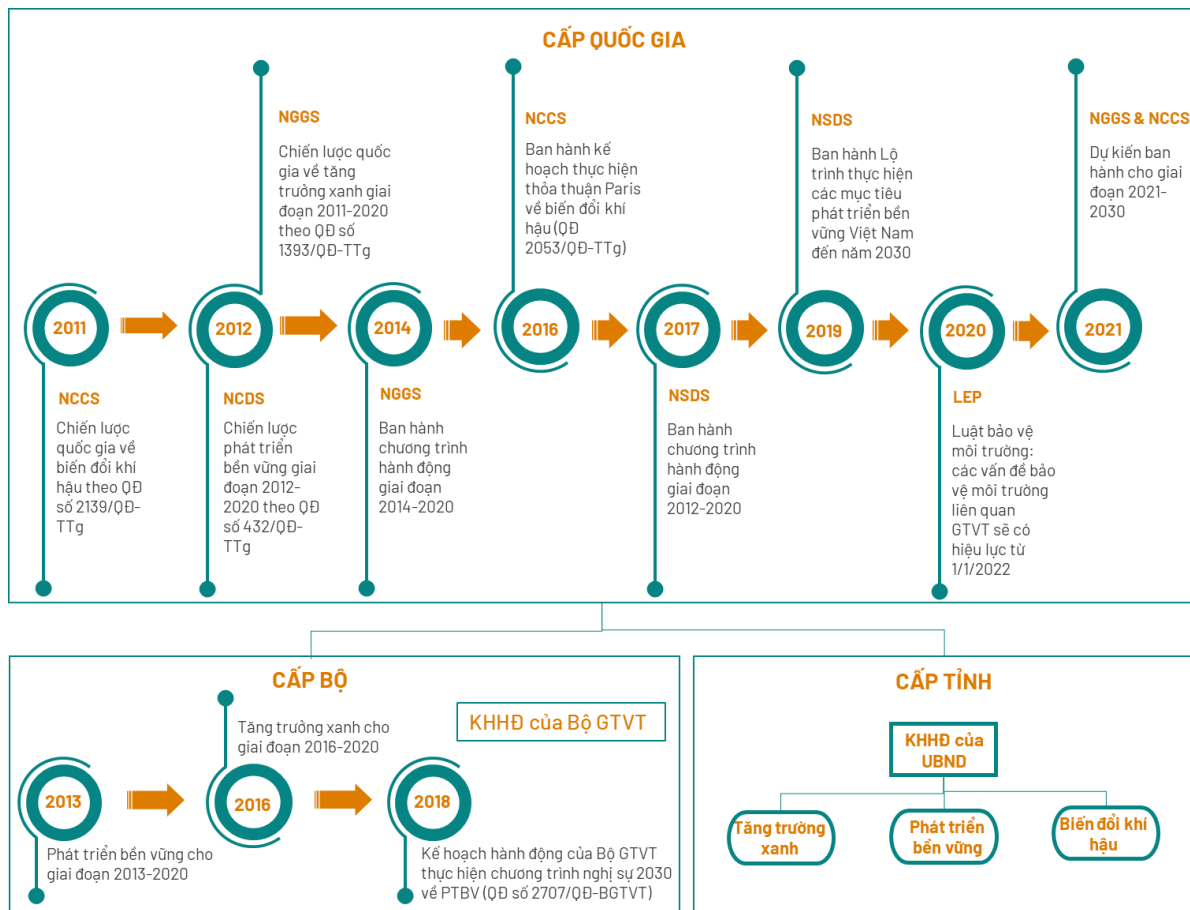 CẤP QUỐC GIA
NGGS
Chiến lược quốc
gia về tăng
trưởng xanh giai
đoạn 2011-2020
theo QĐ số
1393/QĐ-TTg
NCCS
Ban hành kế
hoạch thực hiện
thỏa thuận Paris
về biến đổi khí
hậu (QĐ
2053/QĐ-TTg)
NSDS
Ban hành Lộ
trình thực hiện
các mục tiêu
phát triển bền
vững Việt Nam
đến năm 2030
NGGS & NCCS
Dự kiến ban
hành cho giai
đoạn 2021-
2030
2011
2012
2014
2016
2017
2019
2020
2021
NCCS
Chiến lược
quốc gia về
biến đổi khí
hậu theo QĐ
số 2139/QĐ-
TTg
NCDS
Chiến lược
phát triển
bền vững giai
đoạn 2012-
2020 theo QĐ
số 432/QĐ-
TTg
NGGS
Ban hành
chương trình
hành động
giai đoạn
2014-2020
NSDS
Ban hành
chương trình
hành động
giai đoạn
2012-2020
LEP
Luật bảo vệ
môi trường:
các vấn đề bảo
vệ môi trường
liên quan
GTVT sẽ có
hiệu lực từ
1/1/2022
CẤP BỘ
Tăng trưởng xanh cho
giai đoạn 2016-2020
KHHĐ của Bộ GTVT
2013
2016
2018
Phát triển bền vững cho
giai đoạn 2013-2020
Kế hoạch hành động của Bộ GTVT
thực hiện chương trình nghị sự 2030
về PTBV (QĐ số 2707/QĐ-BGTVT)
CẤP TỈNH
KHHĐ của
UBND
Tăng trưởng
xanh
Phát triển
bền vững
Biến đổi khí
hậu